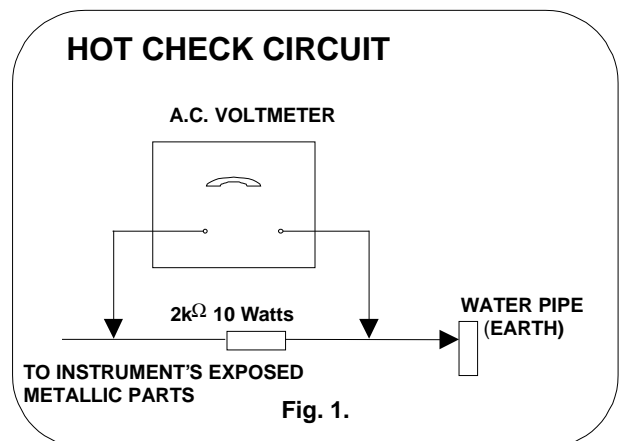 HOT CHECK CIRCUIT
A.C. VOLTMETER
2kΩ 10 Watts
WATER PIPE
(EARTH)
TO INSTRUMENT'S EXPOSED
METALLIC PARTS
Fig. 1.